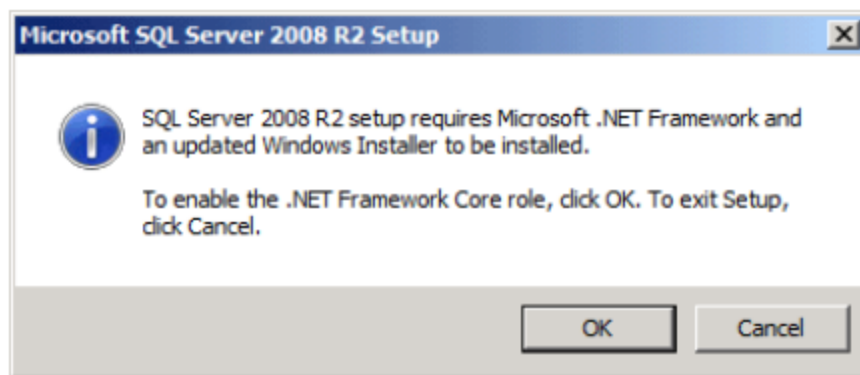 Microsoft SQL Server 2008 R2 Setup
SQL Server 2008 R2 setup requires Microsoft .NET Framework and
an updated Windows Installer to be installed.
To enable the .NET Framework Core role, click OK. To exit Setup,
click Cancel.
OK
Cancel